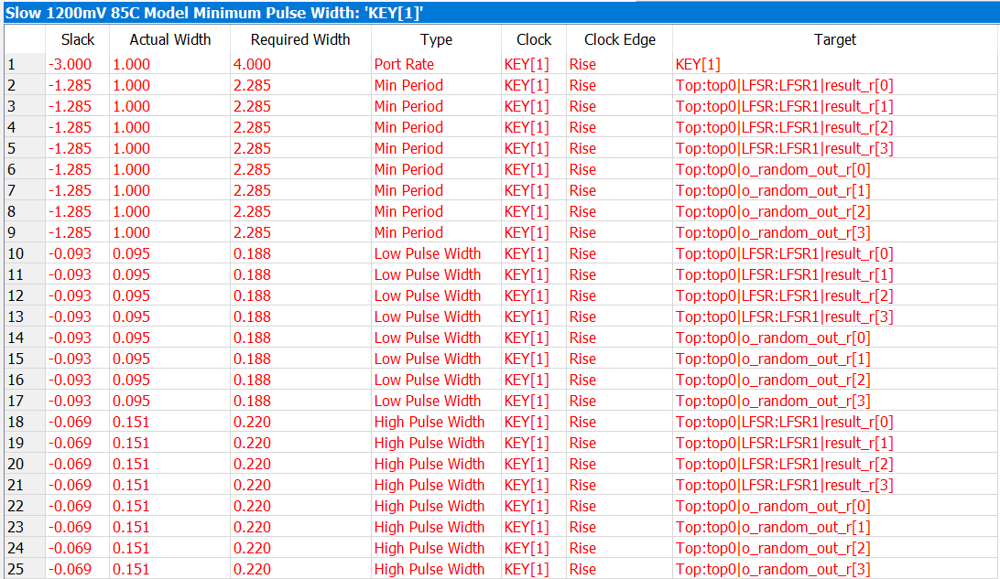 Slow 1200mV 85C Model Minimum Pulse Width: 'KEY[1]'
Slack Actual Width Required Width Type Clock Clock Edge Target
1 -3.000 1.000 4.000 Port Rate KEY[1] Rise KEY[1]
2 -1.285 1.000 2.285 Min Period KEY[1] Rise Top:top0|LFSR:LFSR1|result_r[0]
3 -1.285 1.000 2.285 Min Period KEY[1] Rise Top:top0|LFSR:LFSR1|result_r[1]
4 -1.285 1.000 2.285 Min Period KEY[1] Rise Top:top0|LFSR:LFSR1|result_r[2]
5 -1.285 1.000 2.285 Min Period KEY[1] Rise Top:top0|LFSR:LFSR1|result_r[3]
6 -1.285 1.000 2.285 Min Period KEY[1] Rise Top:top0|o_random_out_r[0]
7 -1.285 1.000 2.285 Min Period KEY[1] Rise Top:top0|o_random_out_r[1]
8 -1.285 1.000 2.285 Min Period KEY[1] Rise Top:top0|o_random_out_r[2]
9 -1.285 1.000 2.285 Min Period KEY[1] Rise Top:top0|o_random_out_r[3]
10 -0.093 0.095 0.188 Low Pulse Width KEY[1] Rise Top:top0|LFSR:LFSR1|result_r[0]
11 -0.093 0.095 0.188 Low Pulse Width KEY[1] Rise Top:top0|LFSR:LFSR1|result_r[1]
12 -0.093 0.095 0.188 Low Pulse Width KEY[1] Rise Top:top0|LFSR:LFSR1|result_r[2]
13 -0.093 0.095 0.188 Low Pulse Width KEY[1] Rise Top:top0|LFSR:LFSR1|result_r[3]
14 -0.093 0.095 0.188 Low Pulse Width KEY[1] Rise Top:top0|o_random_out_r[0]
15 -0.093 0.095 0.188 Low Pulse Width KEY[1] Rise Top:top0|o_random_out_r[1]
16 -0.093 0.095 0.188 Low Pulse Width KEY[1] Rise Top:top0|o_random_out_r[2]
17 -0.093 0.095 0.188 Low Pulse Width KEY[1] Rise Top:top0|o_random_out_r[3]
18 -0.069 0.151 0.220 High Pulse Width KEY[1] Rise Top:top0|LFSR:LFSR1|result_r[0]
19 -0.069 0.151 0.220 High Pulse Width KEY[1] Rise Top:top0|LFSR:LFSR1|result_r[1]
20 -0.069 0.151 0.220 High Pulse Width KEY[1] Rise Top:top0|LFSR:LFSR1|result_r[2]
21 -0.069 0.151 0.220 High Pulse Width KEY[1] Rise Top:top0|LFSR:LFSR1|result_r[3]
22 -0.069 0.151 0.220 High Pulse Width KEY[1] Rise Top:top0|o_random_out_r[0]
23 -0.069 0.151 0.220 High Pulse Width KEY[1] Rise Top:top0|o_random_out_r[1]
24 -0.069 0.151 0.220 High Pulse Width KEY[1] Rise Top:top0|o_random_out_r[2]
25 -0.069 0.151 0.220 High Pulse Width KEY[1] Rise Top:top0|o_random_out_r[3]